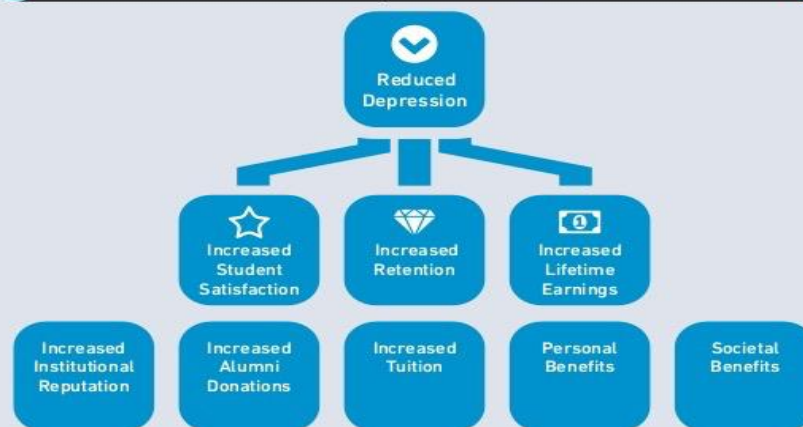 Reduced
Depression
Increased
Student
Satisfaction
Increased
Retention
1
Increased
Lifetime
Earnings
Increased
Institutional
Reputation
Increased
Alumni
Donations
Increased
Tuition
Personal
Benefits
Societal
Benefits